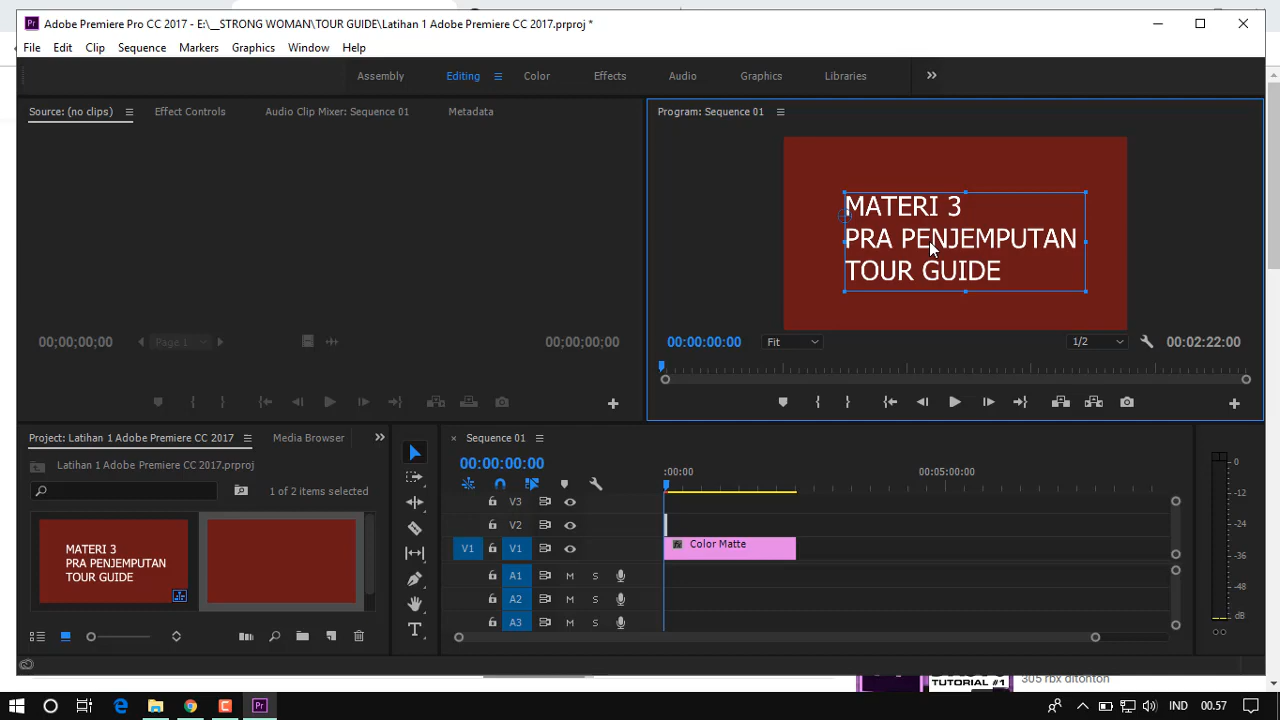 Adobe Premiere Pro CC 2017 - E:\__STRONG WOMAN\TOUR GUIDE\Latihan 1 Adobe Premiere CC 2017.prproj *
File Edit Clip Sequence Markers Graphics Window Help
Assembly Editing Color Effects Audio Graphics Libraries
Source: (no clips) Effect Controls Audio Clip Mixer: Sequence 01 Metadata
Program: Sequence 01
MATERI 3
PRA PENJEMPUTAN
TOUR GUIDE
00;00;00;00 Page 1 00;00;00;00
00:00:00:00 Fit 1/2 00:02:22:00
Project: Latihan 1 Adobe Premiere CC 2017 Media Browser
Latihan 1 Adobe Premiere CC 2017.prproj
1 of 2 items selected
MATERI 3
PRA PENJEMPUTAN
TOUR GUIDE
Sequence 01
00:00:00:00
:00:00 00:05:00:00
V3
V2
V1 V1 Color Matte
A1 M S
A2 M S
A3 M S
0
-12
-24
-36
-48
dB
TUTORIAL #1
305 rbx ditonton
IND 00.57